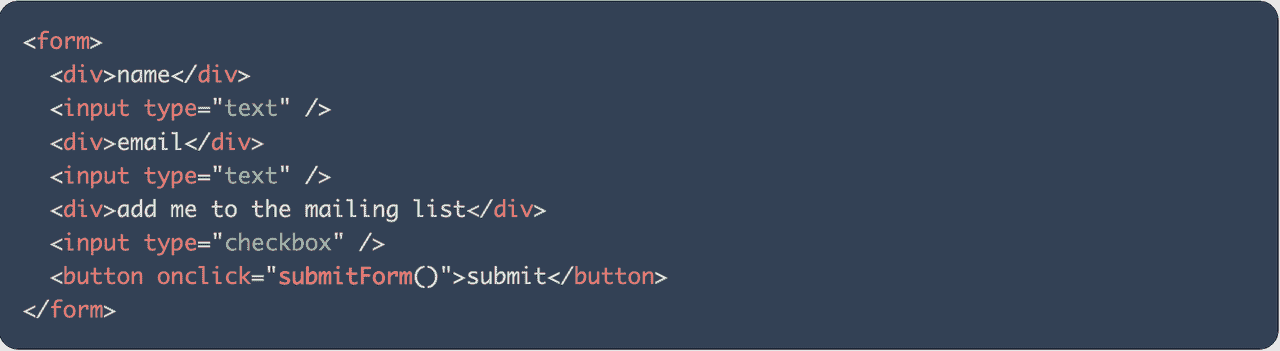 <form>
  <div>name</div>
  <input type="text" />
  <div>email</div>
  <input type="text" />
  <div>add me to the mailing list</div>
  <input type="checkbox" />
  <button onclick="submitForm()">submit</button>
</form>